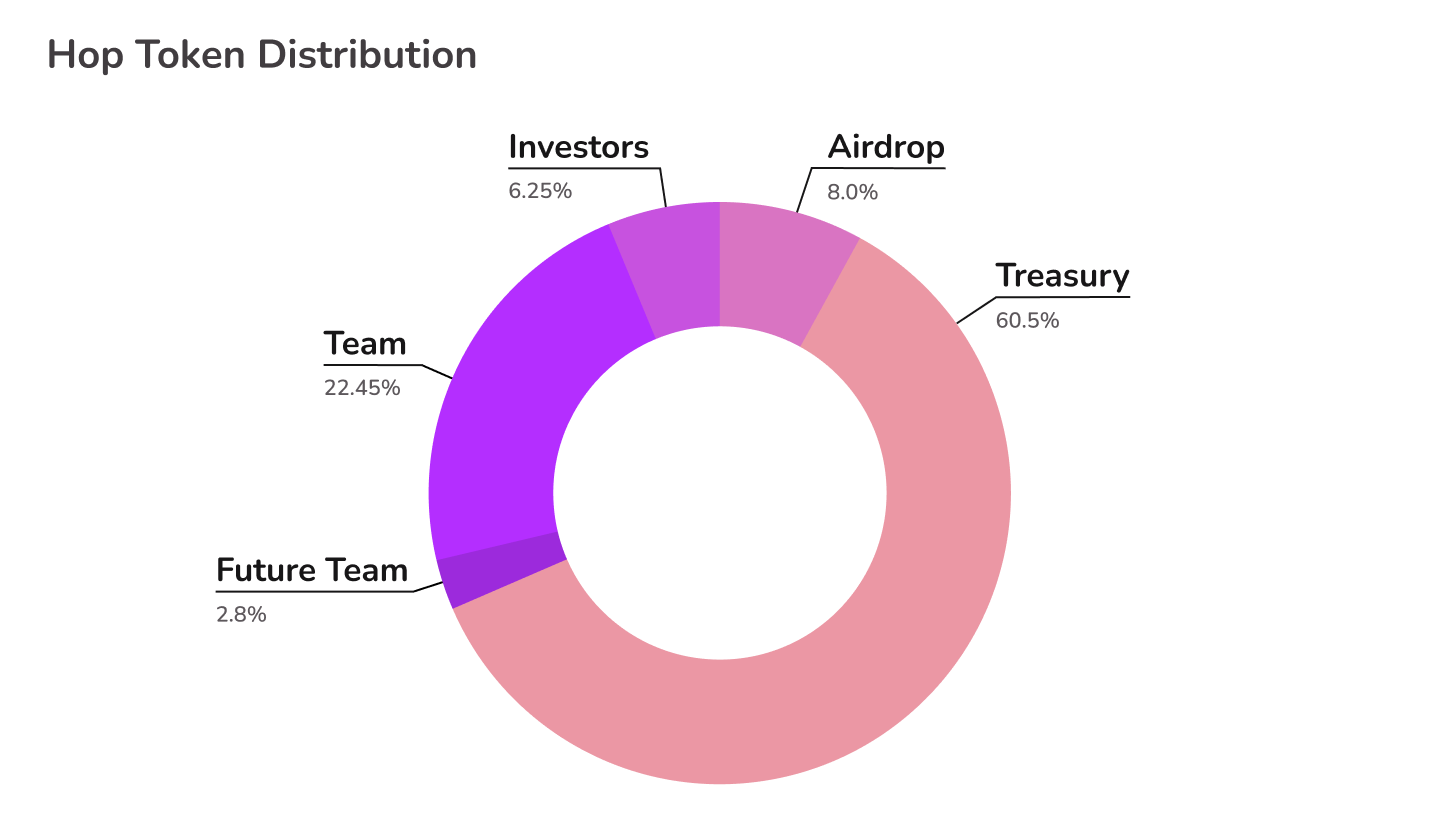 Hop Token Distribution
Investors
6.25%
Airdrop
8.0%
Treasury
60.5%
Team
22.45%
Future Team
2.8%